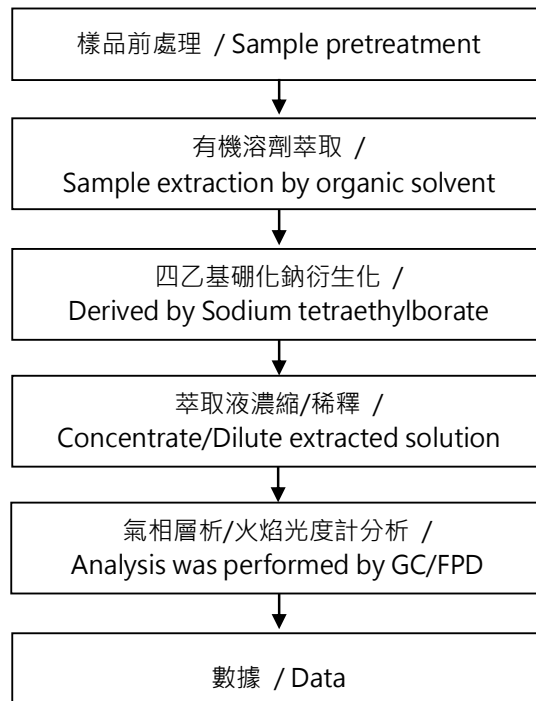 樣品前處理 / Sample pretreatment
有機溶劑萃取 /
Sample extraction by organic solvent
四乙基硼化鈉衍生化 /
Derived by Sodium tetraethylborate
萃取液濃縮/稀釋 /
Concentrate/Dilute extracted solution
氣相層析/火焰光度計分析 /
Analysis was performed by GC/FPD
數據 / Data